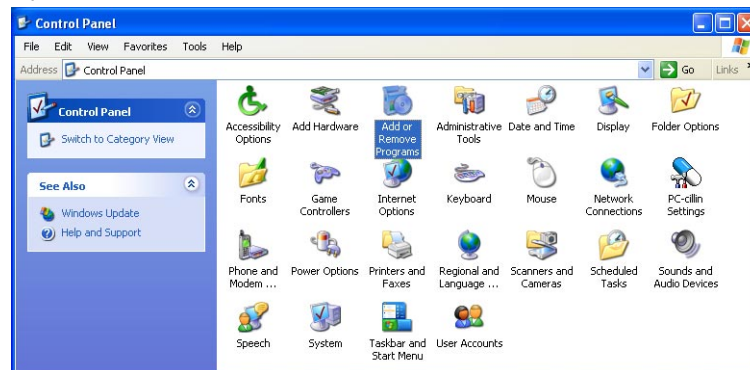 Control Panel
File Edit View Favorites Tools Help
Address Control Panel Go Links
Control Panel
Switch to Category View
See Also
Windows Update
Help and Support
Accessibility Options
Add Hardware
Add or Remove Programs
Administrative Tools
Date and Time
Display
Folder Options
Fonts
Game Controllers
Internet Options
Keyboard
Mouse
Network Connections
PC-cillin Settings
Phone and Modem ...
Power Options
Printers and Faxes
Regional and Language ...
Scanners and Cameras
Scheduled Tasks
Sounds and Audio Devices
Speech
System
Taskbar and Start Menu
User Accounts